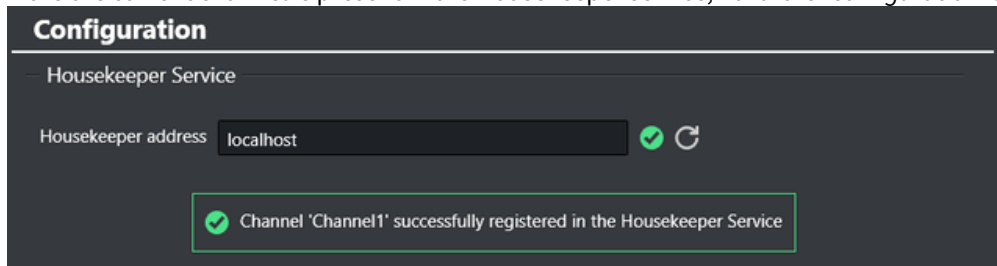 Configuration
Housekeeper Service
Housekeeper address localhost
Channel 'Channel1' successfully registered in the Housekeeper Service